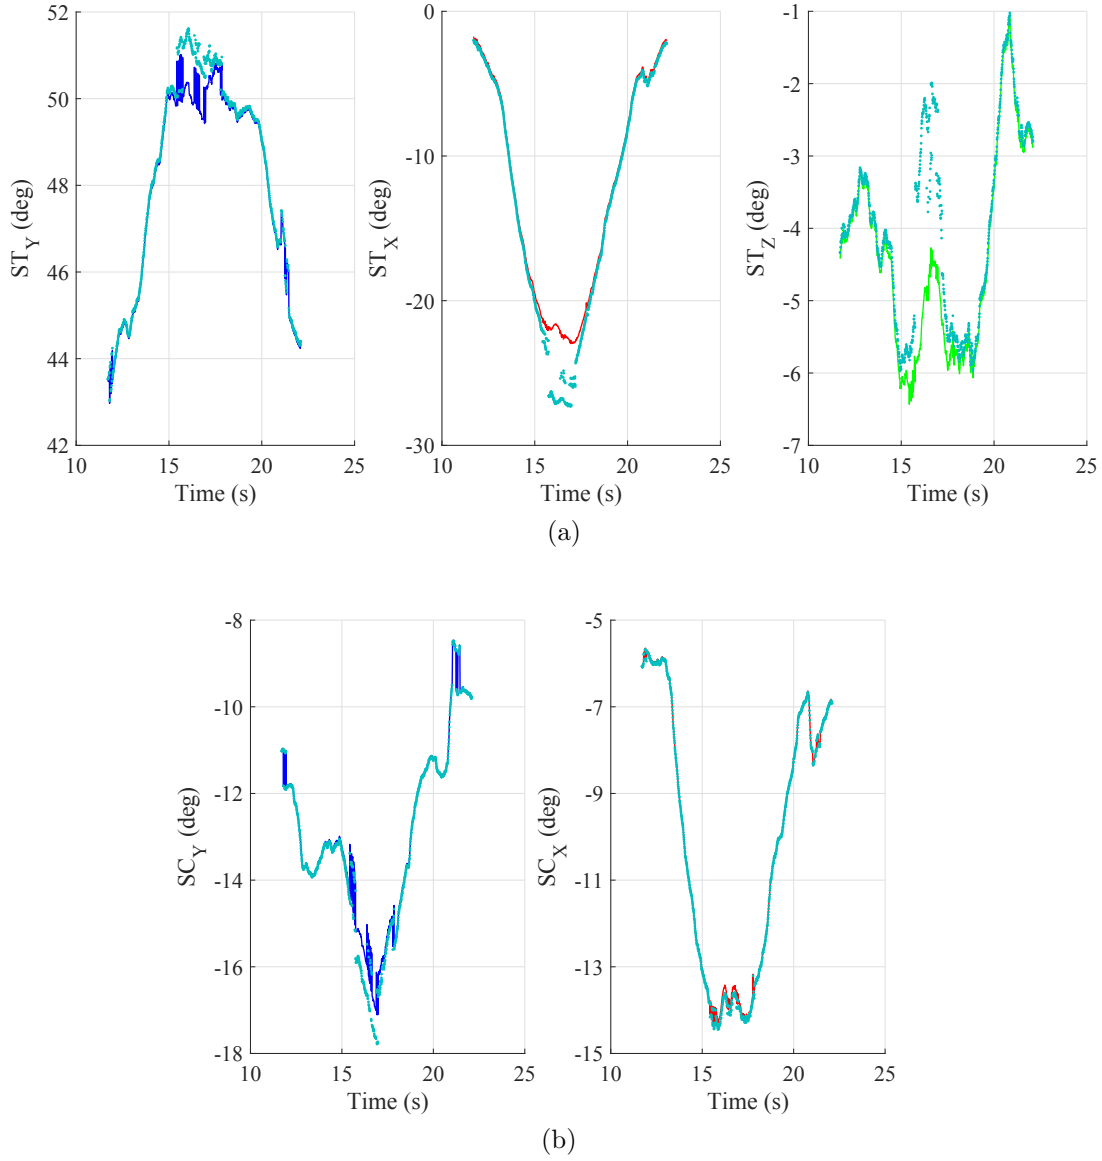 52
50
48
46
44
42
ST_Y (deg)
10 15 20 25
Time (s)
0
-10
-20
-30
ST_X (deg)
10 15 20 25
Time (s)
-1
-2
-3
-4
-5
-6
-7
ST_Z (deg)
10 15 20 25
Time (s)
(a)
-8
-10
-12
-14
-16
-18
SC_Y (deg)
10 15 20 25
Time (s)
-5
-7
-9
-11
-13
-15
SC_X (deg)
10 15 20 25
Time (s)
(b)